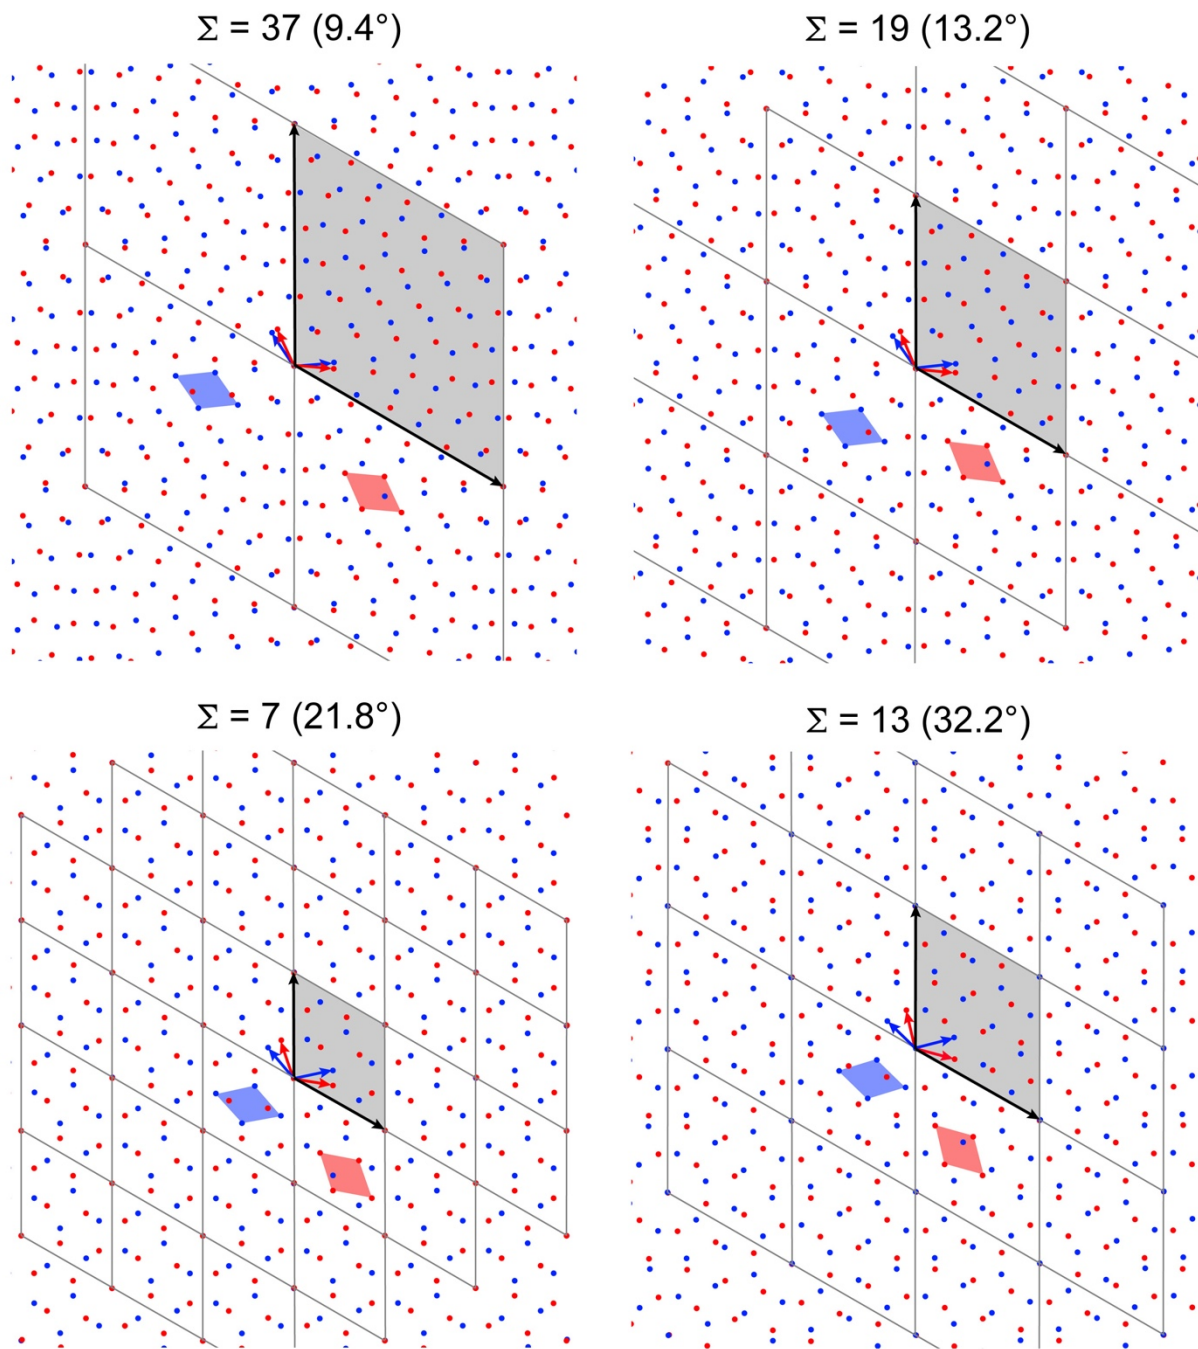 Σ = 37 (9.4°)
Σ = 19 (13.2°)
Σ = 7 (21.8°)
Σ = 13 (32.2°)